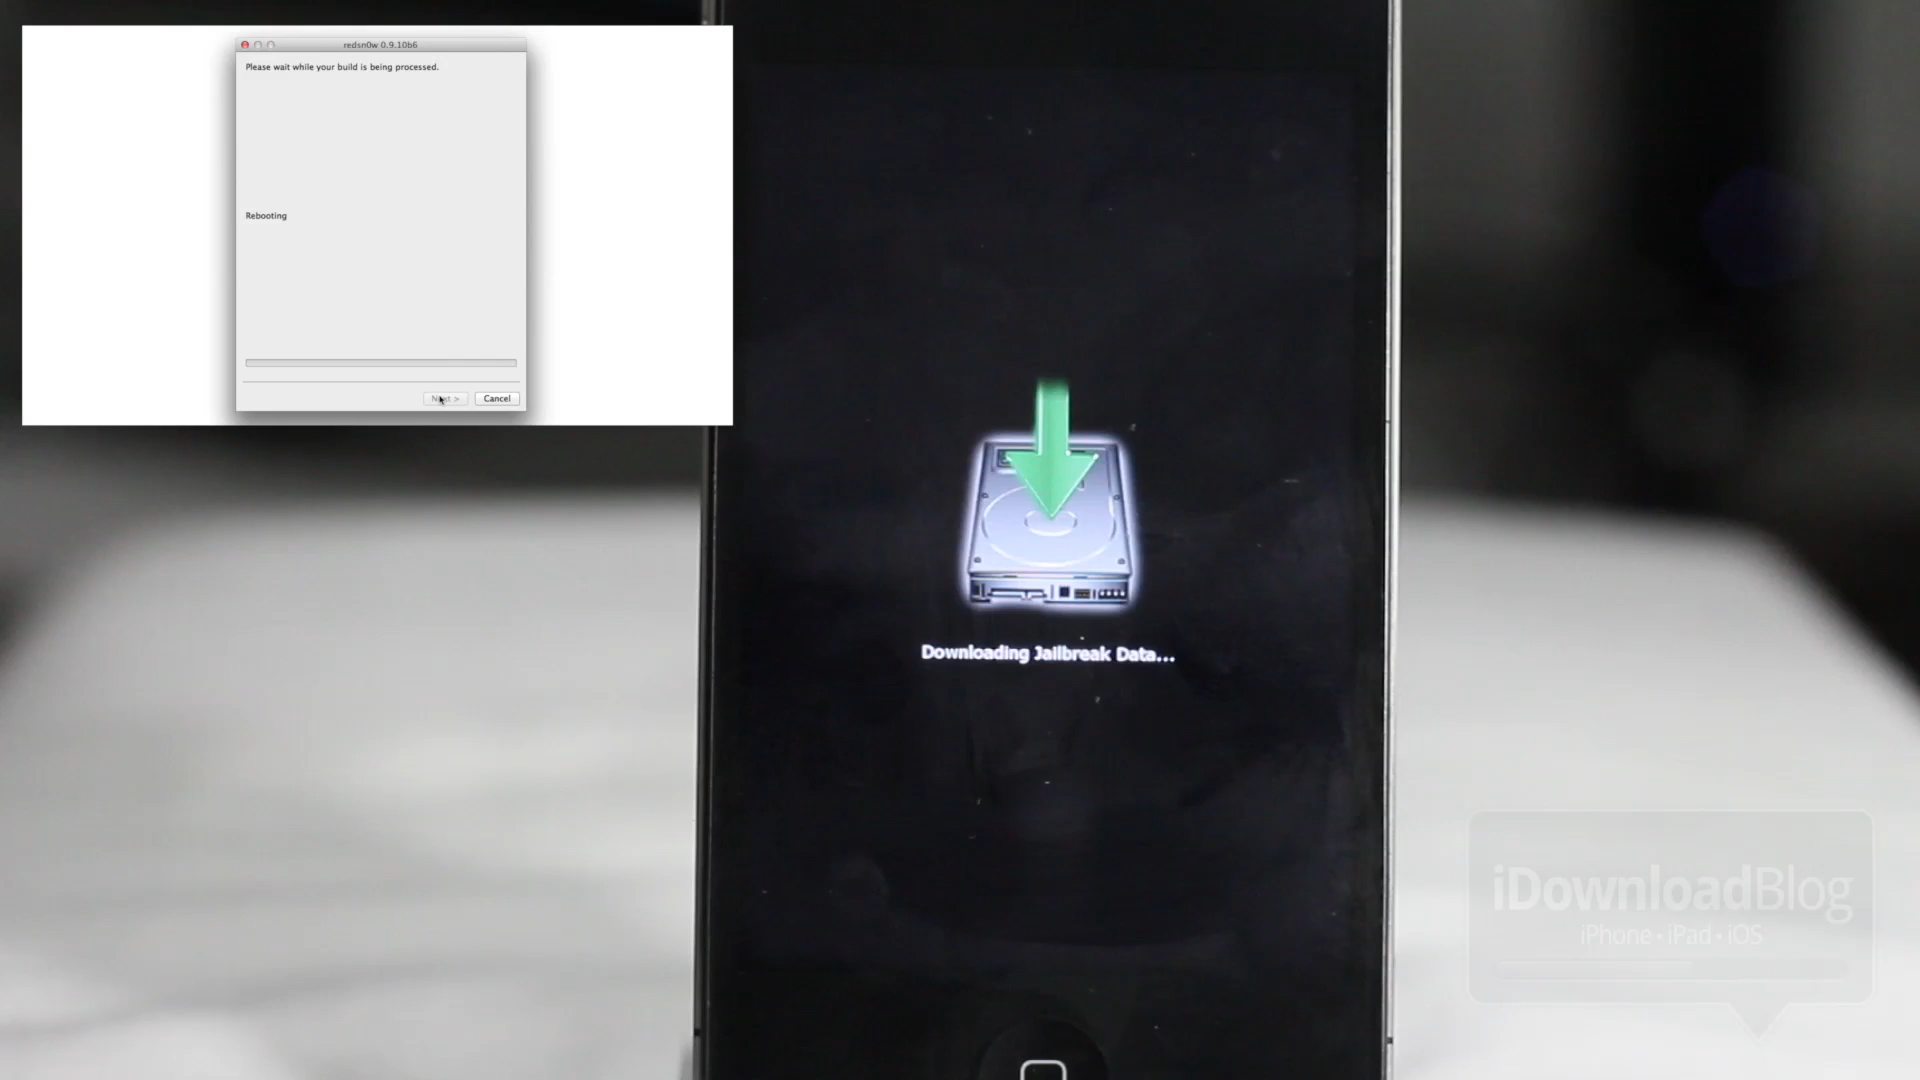 redsn0w 0.9.10b6
Please wait while your build is being processed.
Rebooting
Next >
Cancel
Downloading Jailbreak Data...
iDownloadBlog
iPhone • iPad • iOS